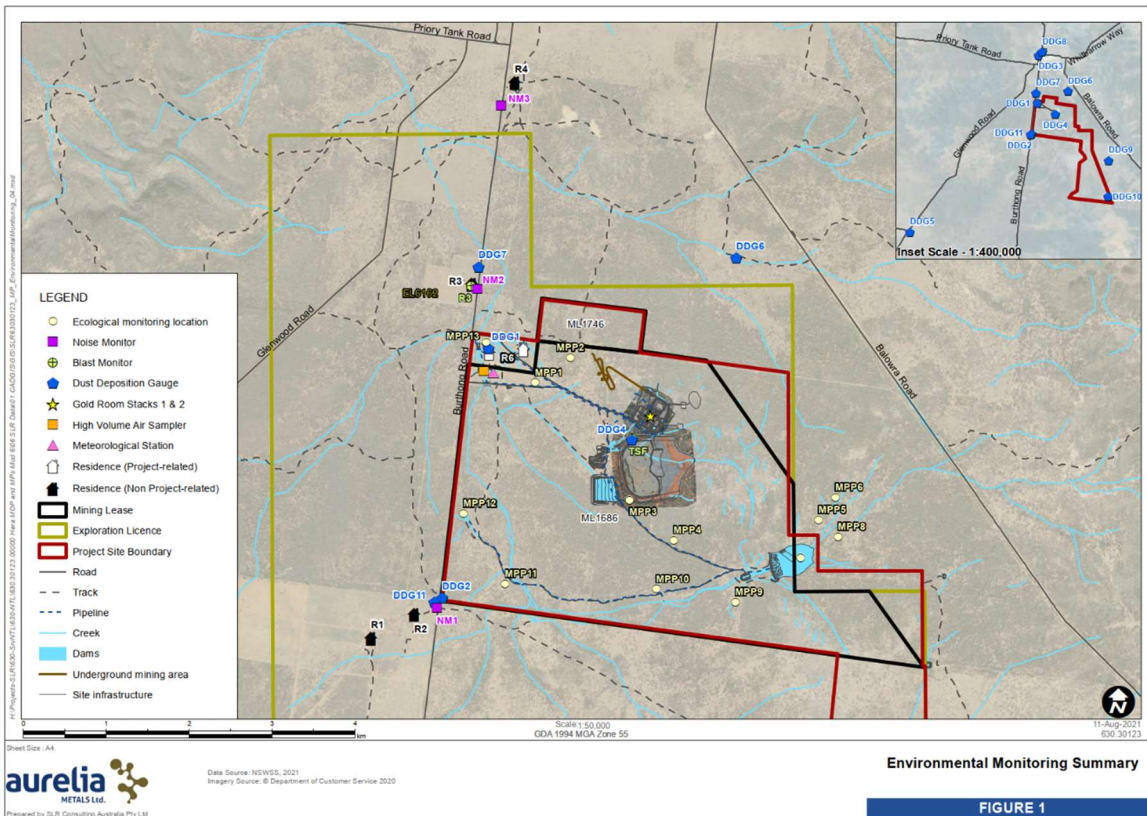 Priory Tank Road
R4
NM3
DDG7
R3
NM2
R3
EL6162
DDG6
Glenwood Road
Burthong Road
Balowra Road
ML1746
MPP13
DDG1
R6
MPP2
MPP1
DDG4
TSF
ML1686
MPP3
MPP4
MPP6
MPP5
MPP8
MPP12
MPP11
MPP10
MPP9
DDG2
DDG11
NM1
R2
R1
LEGEND
Ecological monitoring location
Noise Monitor
Blast Monitor
Dust Deposition Gauge
Gold Room Stacks 1 & 2
High Volume Air Sampler
Meteorological Station
Residence (Project-related)
Residence (Non Project-related)
Mining Lease
Exploration Licence
Project Site Boundary
Road
Track
Pipeline
Creek
Dams
Underground mining area
Site infrastructure
Priory Tank Road
DDG8
DDG3
DDG7
DDG6
DDG1
DDG4
DDG11
DDG2
DDG9
DDG10
DDG5
Glenwood Road
Burthong Road
Balowra Road
Inset Scale - 1:400,000
N
0 1 2 3 4
km
Scale:1:50,000
GDA 1994 MGA Zone 55
11-Aug-2021
630.30123
Sheet Size : A4
aurelia
METALS Ltd.
Prepared by SLR Consulting Australia Pty Ltd
Data Source: NSWSS, 2021
Imagery Source: © Department of Customer Service 2020
Environmental Monitoring Summary
FIGURE 1